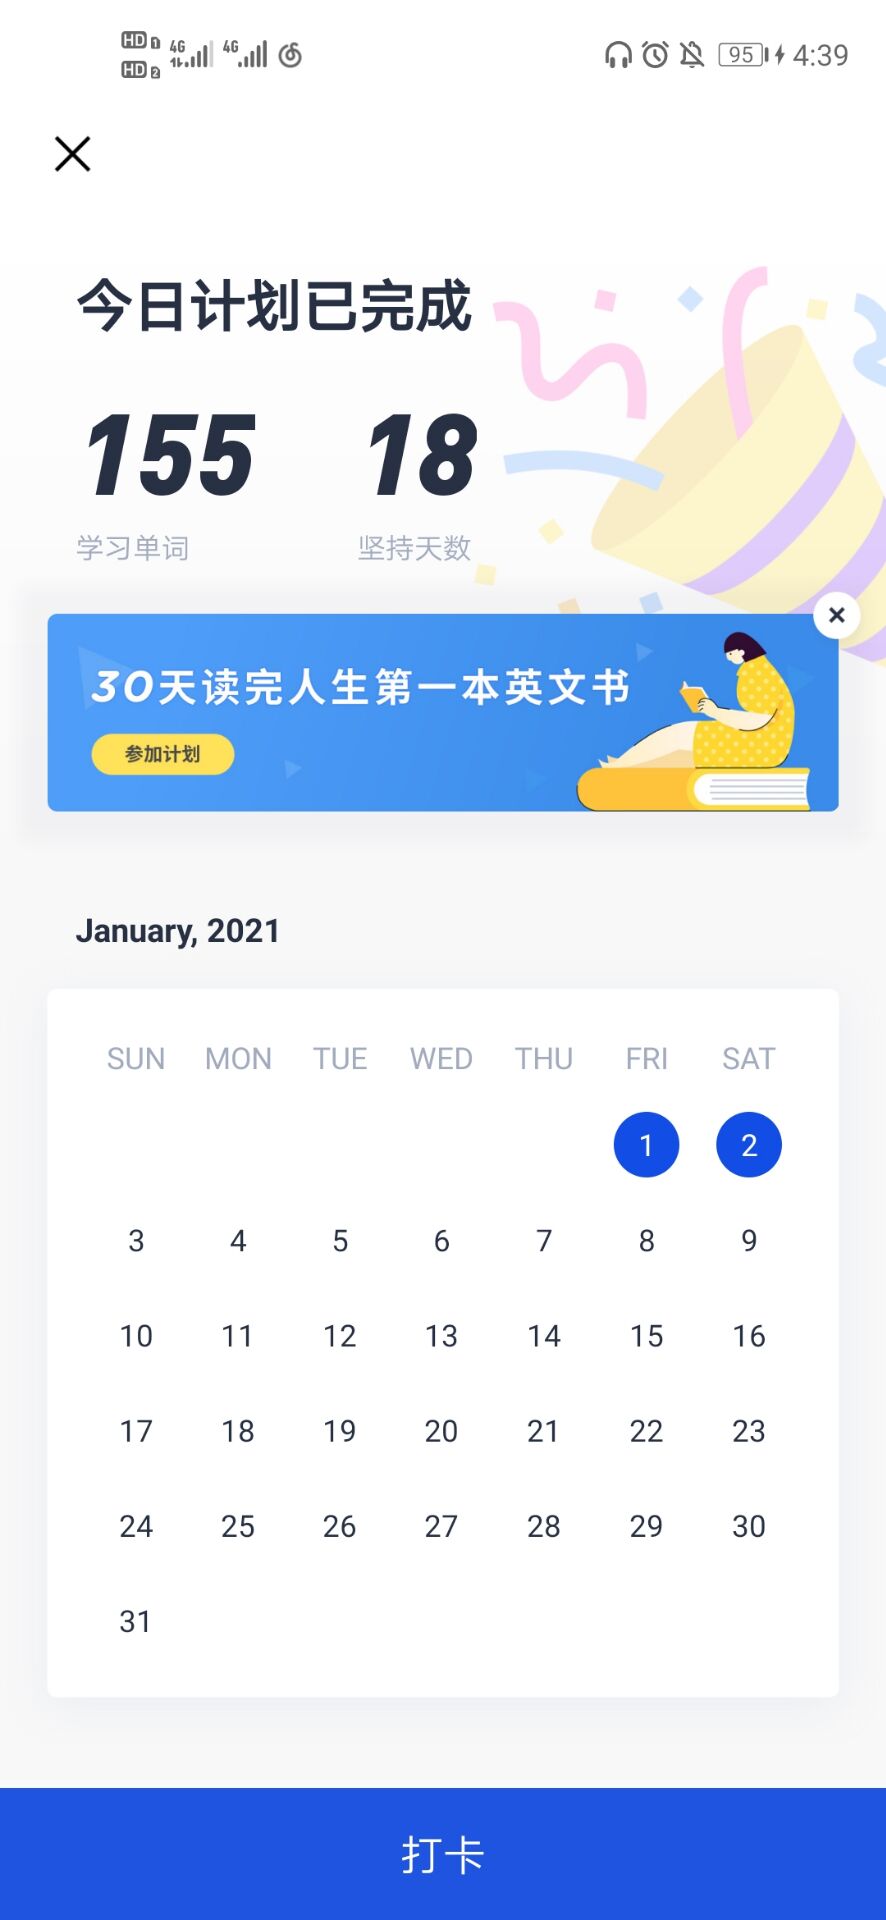 HD 1 4G 4G 95 4:39
HD 2
今日计划已完成
155 18
学习单词 坚持天数
30天读完人生第一本英文书
参加计划
January, 2021
SUN MON TUE WED THU FRI SAT
1 2
3 4 5 6 7 8 9
10 11 12 13 14 15 16
17 18 19 20 21 22 23
24 25 26 27 28 29 30
31
打卡